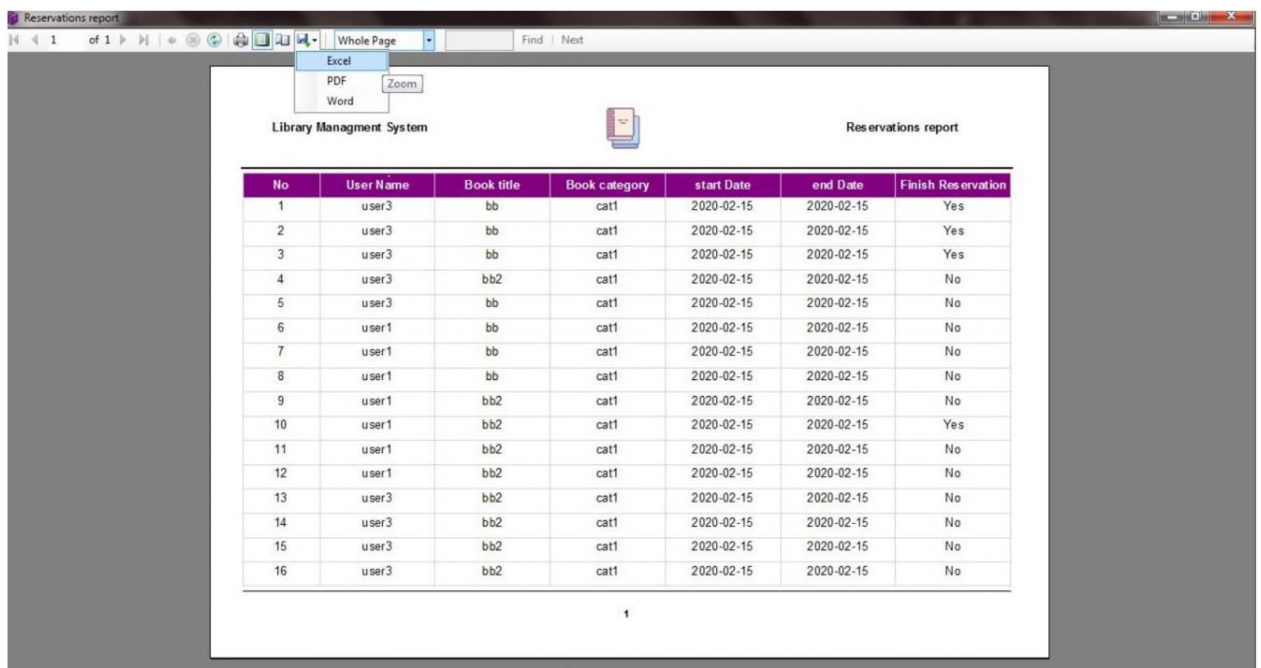 Reservations report
1 of 1 Whole Page Find | Next
Excel
PDF
Zoom
Word
Library Managment System Reservations report
No User Name Book title Book category start Date end Date Finish Reservation
1 user3 bb cat1 2020-02-15 2020-02-15 Yes
2 user3 bb cat1 2020-02-15 2020-02-15 Yes
3 user3 bb cat1 2020-02-15 2020-02-15 Yes
4 user3 bb2 cat1 2020-02-15 2020-02-15 No
5 user3 bb cat1 2020-02-15 2020-02-15 No
6 user1 bb cat1 2020-02-15 2020-02-15 No
7 user1 bb cat1 2020-02-15 2020-02-15 No
8 user1 bb cat1 2020-02-15 2020-02-15 No
9 user1 bb2 cat1 2020-02-15 2020-02-15 No
10 user1 bb2 cat1 2020-02-15 2020-02-15 Yes
11 user1 bb2 cat1 2020-02-15 2020-02-15 No
12 user1 bb2 cat1 2020-02-15 2020-02-15 No
13 user3 bb2 cat1 2020-02-15 2020-02-15 No
14 user3 bb2 cat1 2020-02-15 2020-02-15 No
15 user3 bb2 cat1 2020-02-15 2020-02-15 No
16 user3 bb2 cat1 2020-02-15 2020-02-15 No
1